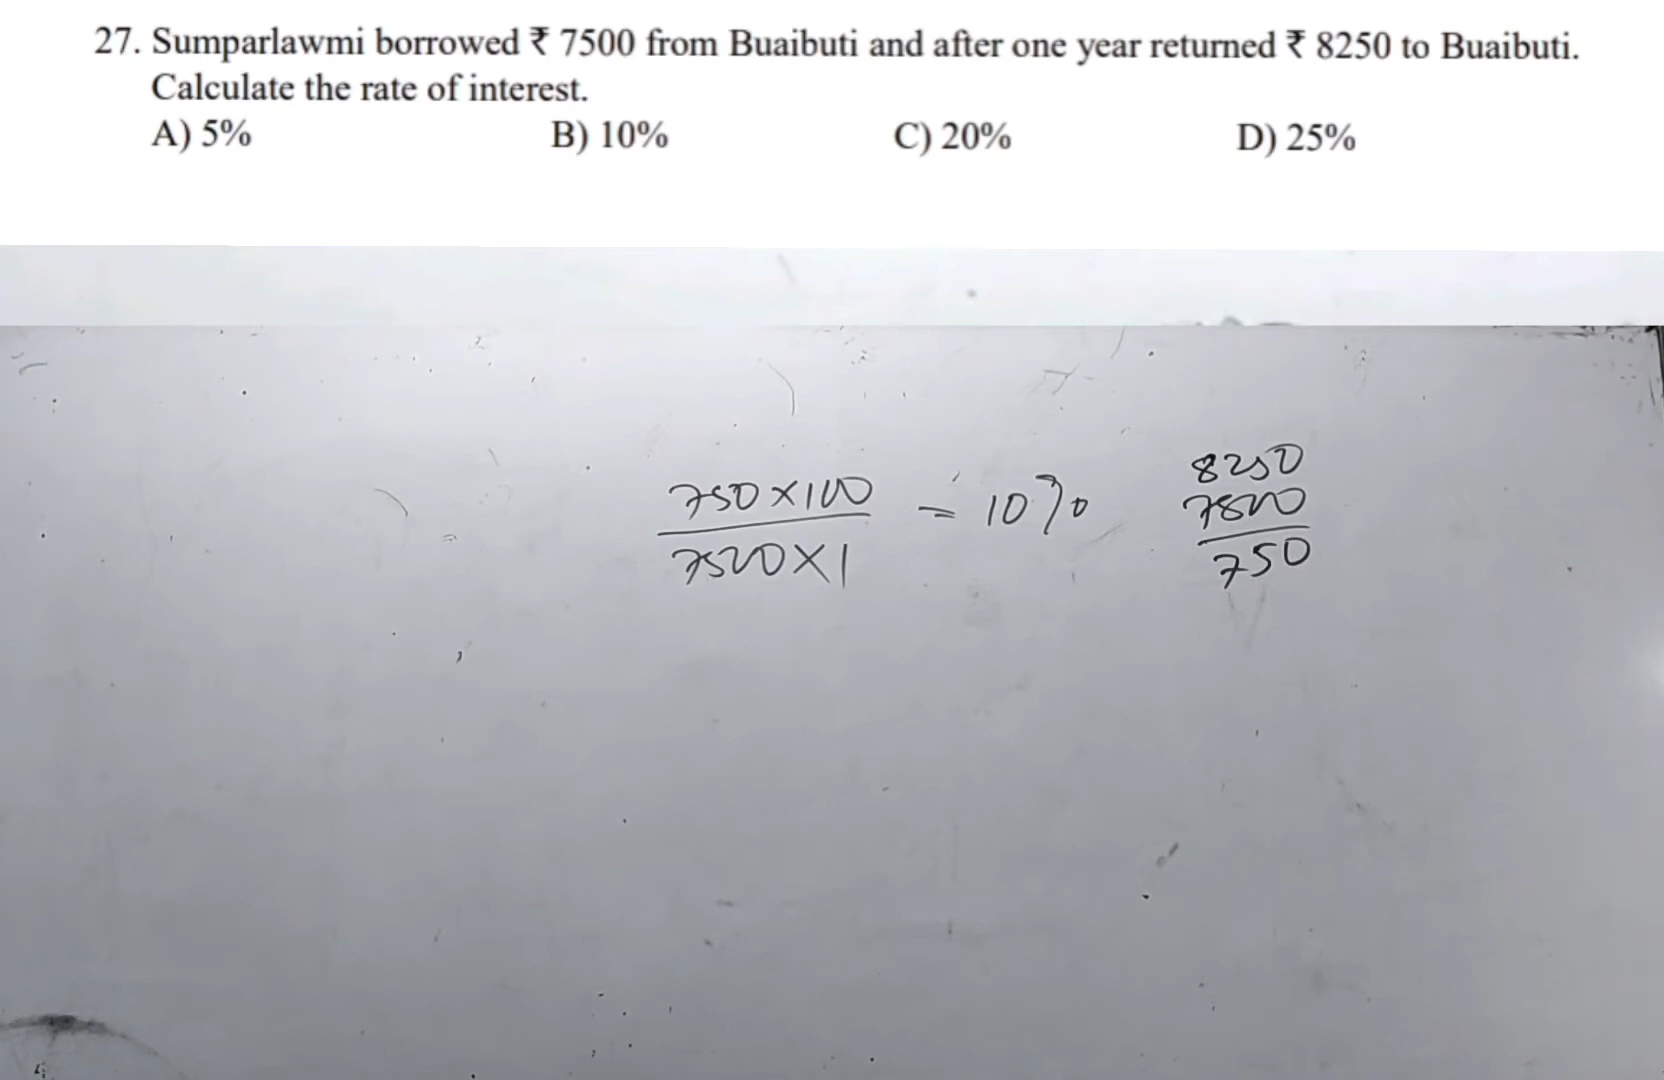 27. Sumparlawmi borrowed ₹ 7500 from Buaibuti and after one year returned ₹ 8250 to Buaibuti.
Calculate the rate of interest.
A) 5% B) 10% C) 20% D) 25%
750×100
7500×1
= 10%
8250
7500
750